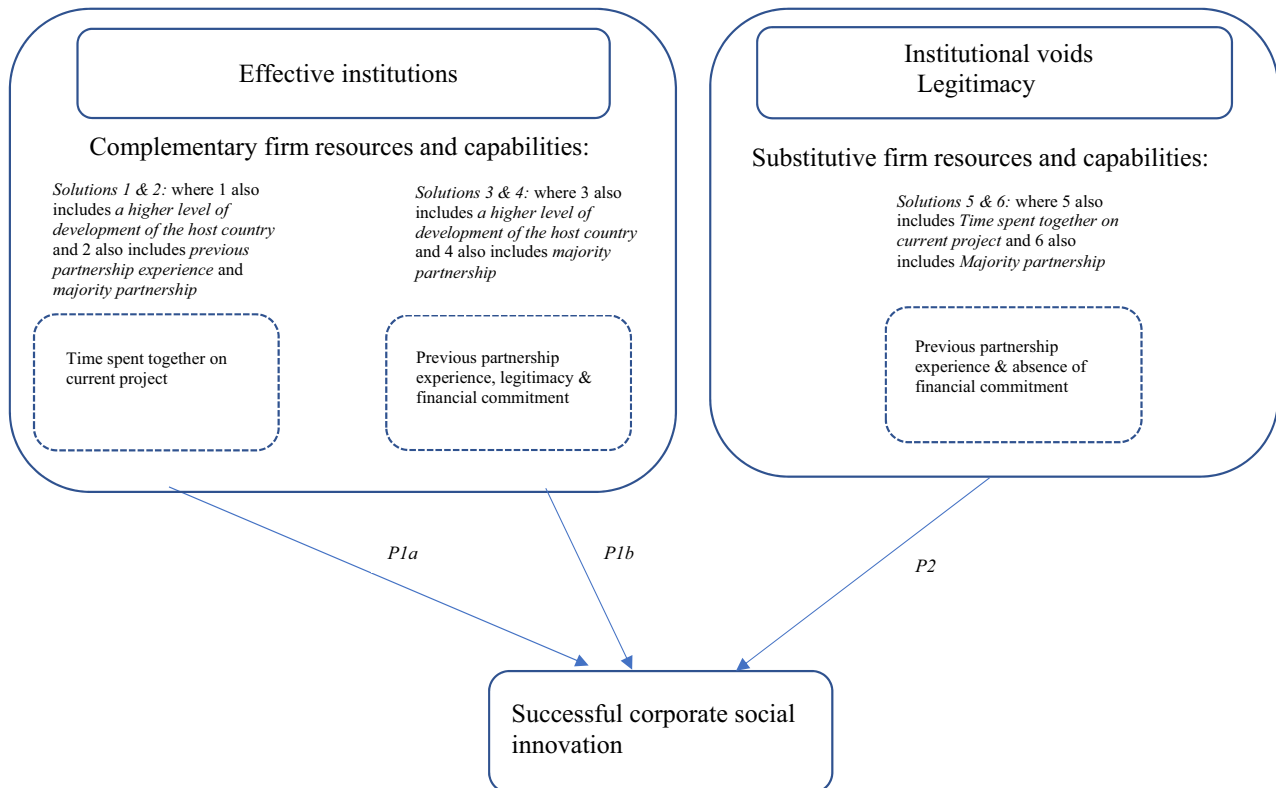 Effective institutions
Complementary firm resources and capabilities:
Solutions 1 & 2: where 1 also
includes a higher level of
development of the host country
and 2 also includes previous
partnership experience and
majority partnership
Time spent together on
current project
Solutions 3 & 4: where 3 also
includes a higher level of
development of the host country
and 4 also includes majority
partnership
Previous partnership
experience, legitimacy &
financial commitment
Institutional voids
Legitimacy
Substitutive firm resources and capabilities:
Solutions 5 & 6: where 5 also
includes Time spent together on
current project and 6 also
includes Majority partnership
Previous partnership
experience & absence of
financial commitment
P1a
P1b
P2
Successful corporate social
innovation